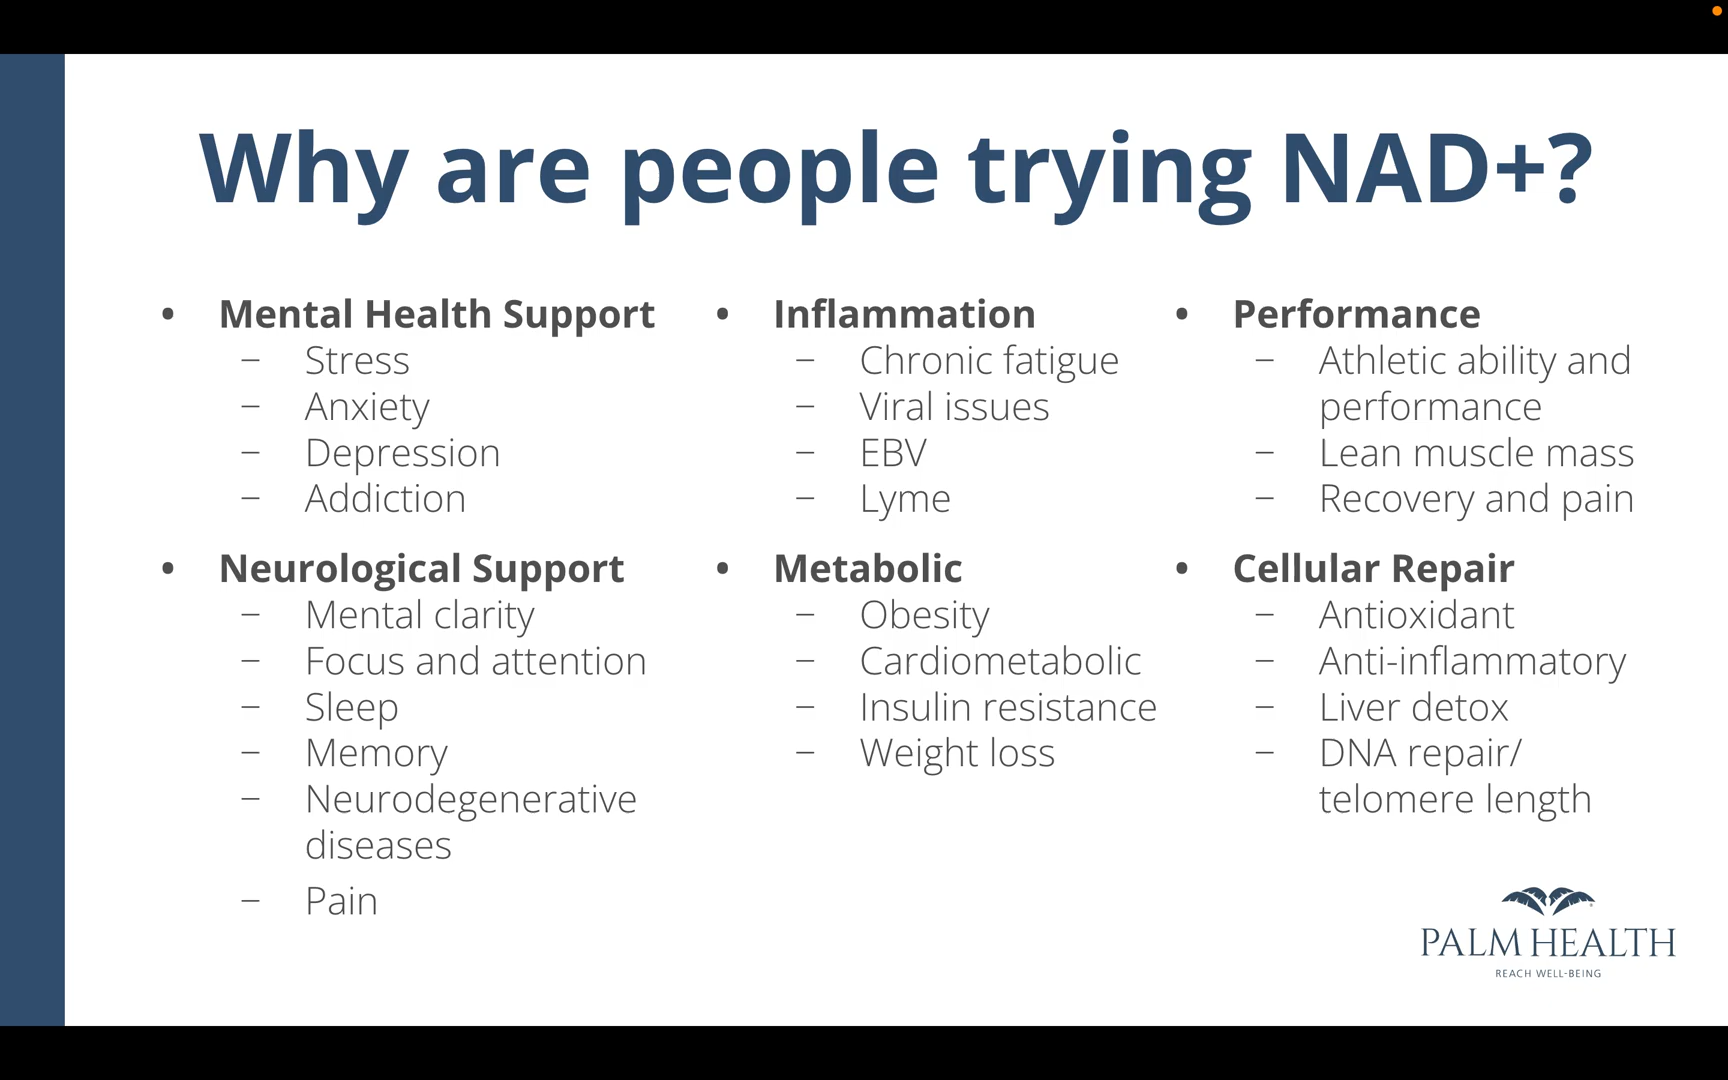 Why are people trying NAD+?
• Mental Health Support
– Stress
– Anxiety
– Depression
– Addiction
• Neurological Support
– Mental clarity
– Focus and attention
– Sleep
– Memory
– Neurodegenerative
diseases
– Pain
• Inflammation
– Chronic fatigue
– Viral issues
– EBV
– Lyme
• Metabolic
– Obesity
– Cardiometabolic
– Insulin resistance
– Weight loss
• Performance
– Athletic ability and
performance
– Lean muscle mass
– Recovery and pain
• Cellular Repair
– Antioxidant
– Anti-inflammatory
– Liver detox
– DNA repair/
telomere length
PALM HEALTH
REACH WELL-BEING